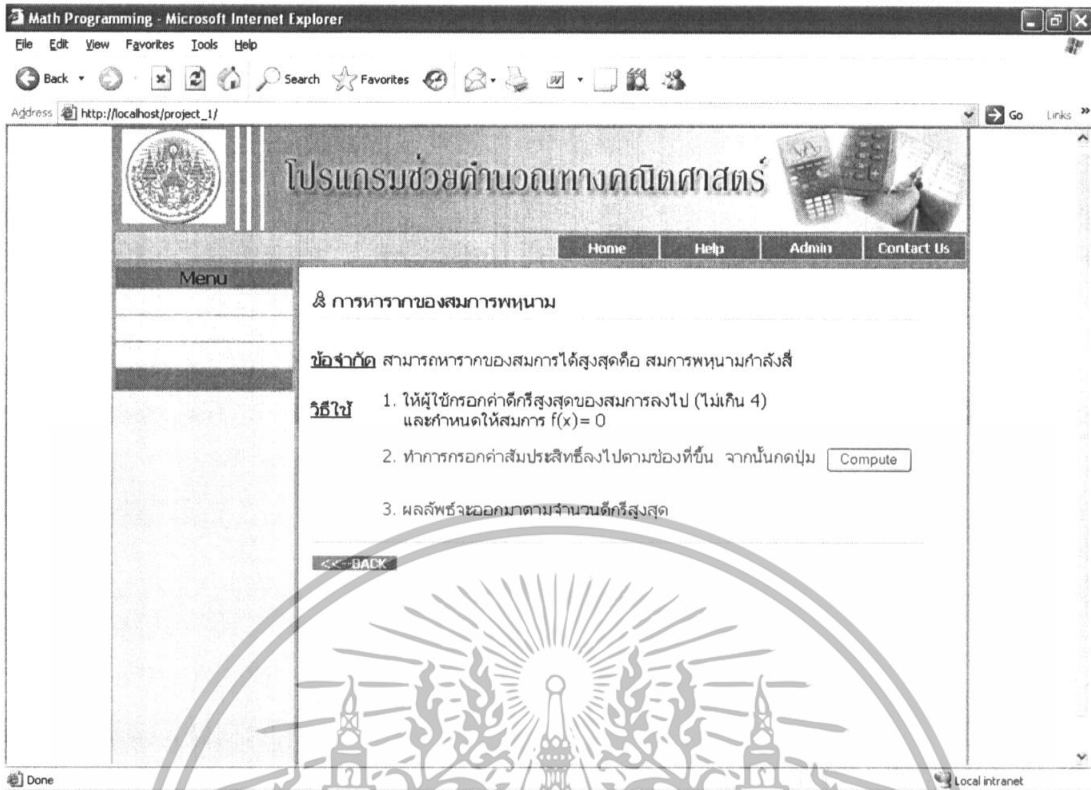 Math Programming - Microsoft Internet Explorer
File Edit View Favorites Tools Help
Back Search Favorites
Address http://localhost/project_1/ Go Links »
โปรแกรมช่วยคำนวณทางคณิตศาสตร์
Home Help Admin Contact Us
Menu
การหารากของสมการพหุนาม
ข้อจำกัด สามารถหารากของสมการได้สูงสุดคือ สมการพหุนามกำลังสี่
วิธีใช้ 1. ให้ผู้ใช้กรอกค่าดีกรีสูงสุดของสมการลงไป (ไม่เกิน 4)
และกำหนดให้สมการ f(x)= 0
2. ทำการกรอกค่าสัมประสิทธิ์ลงไปตามช่องที่ขึ้น จากนั้นกดปุ่ม Compute
3. ผลลัพธ์จะออกมาตามจำนวนดีกรีสูงสุด
<<--BACK
Done Local intranet